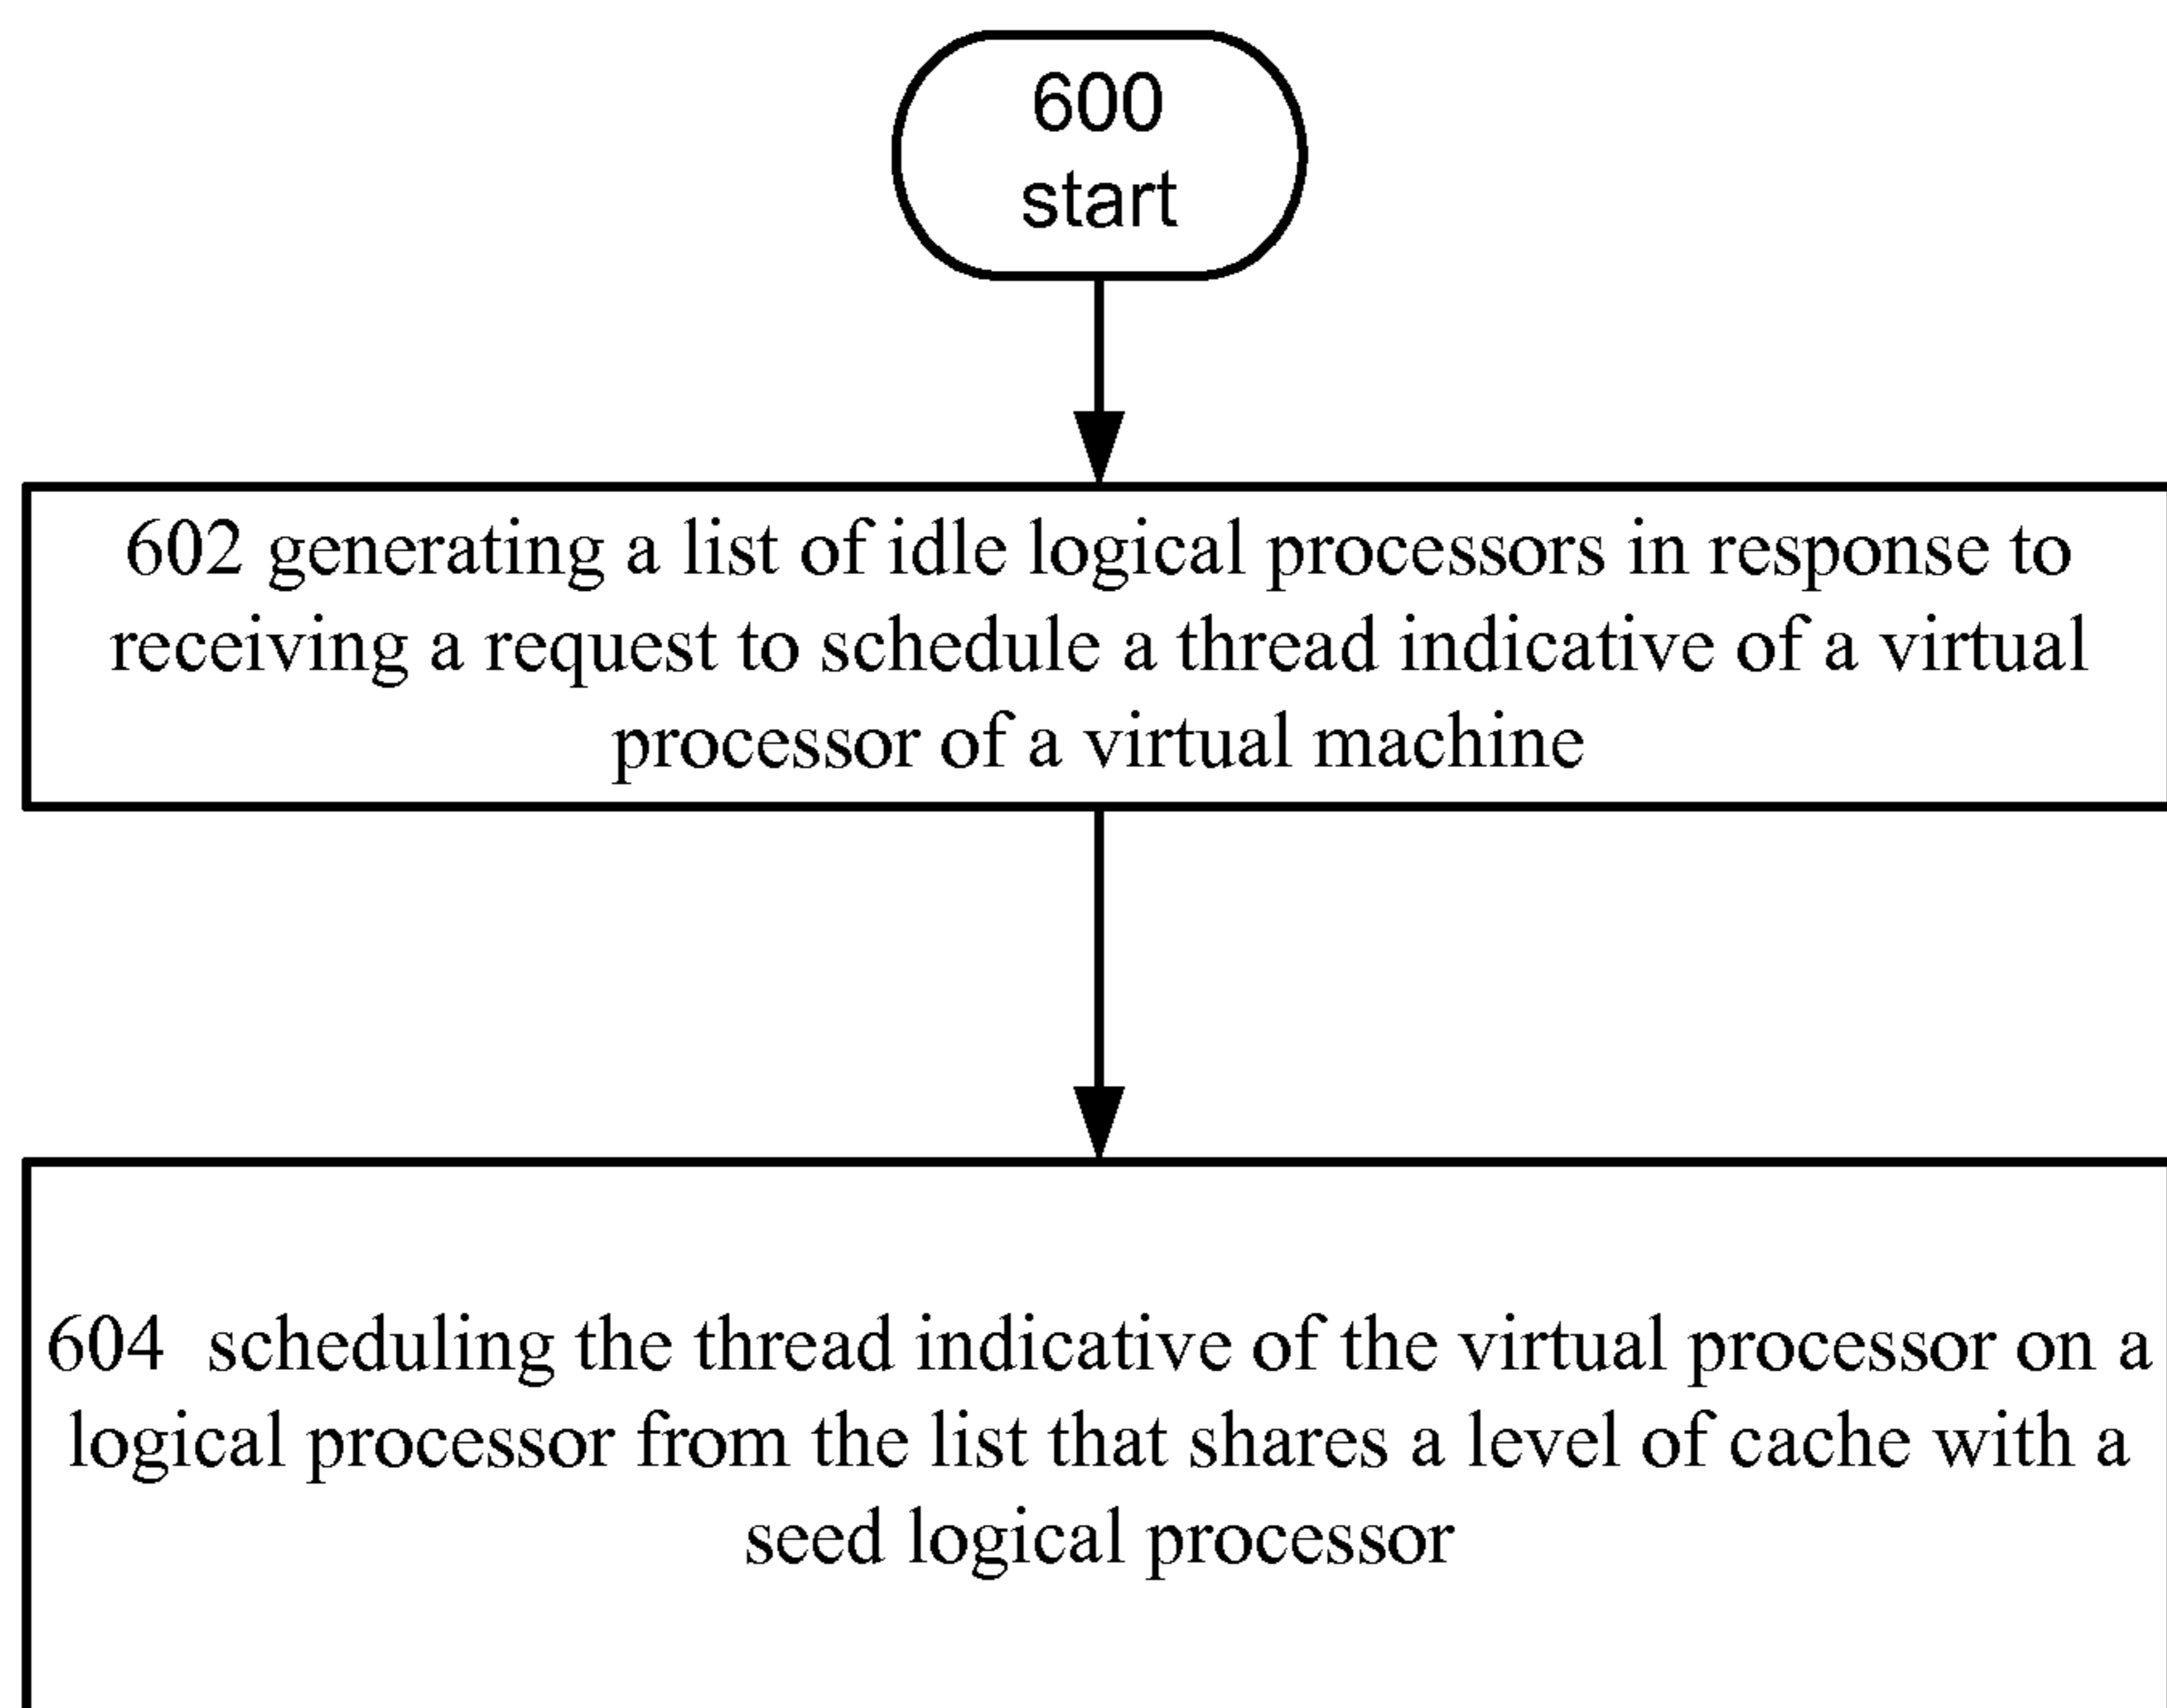 600
start
602 generating a list of idle logical processors in response to
receiving a request to schedule a thread indicative of a virtual
processor of a virtual machine
604 scheduling the thread indicative of the virtual processor on a
logical processor from the list that shares a level of cache with a
seed logical processor